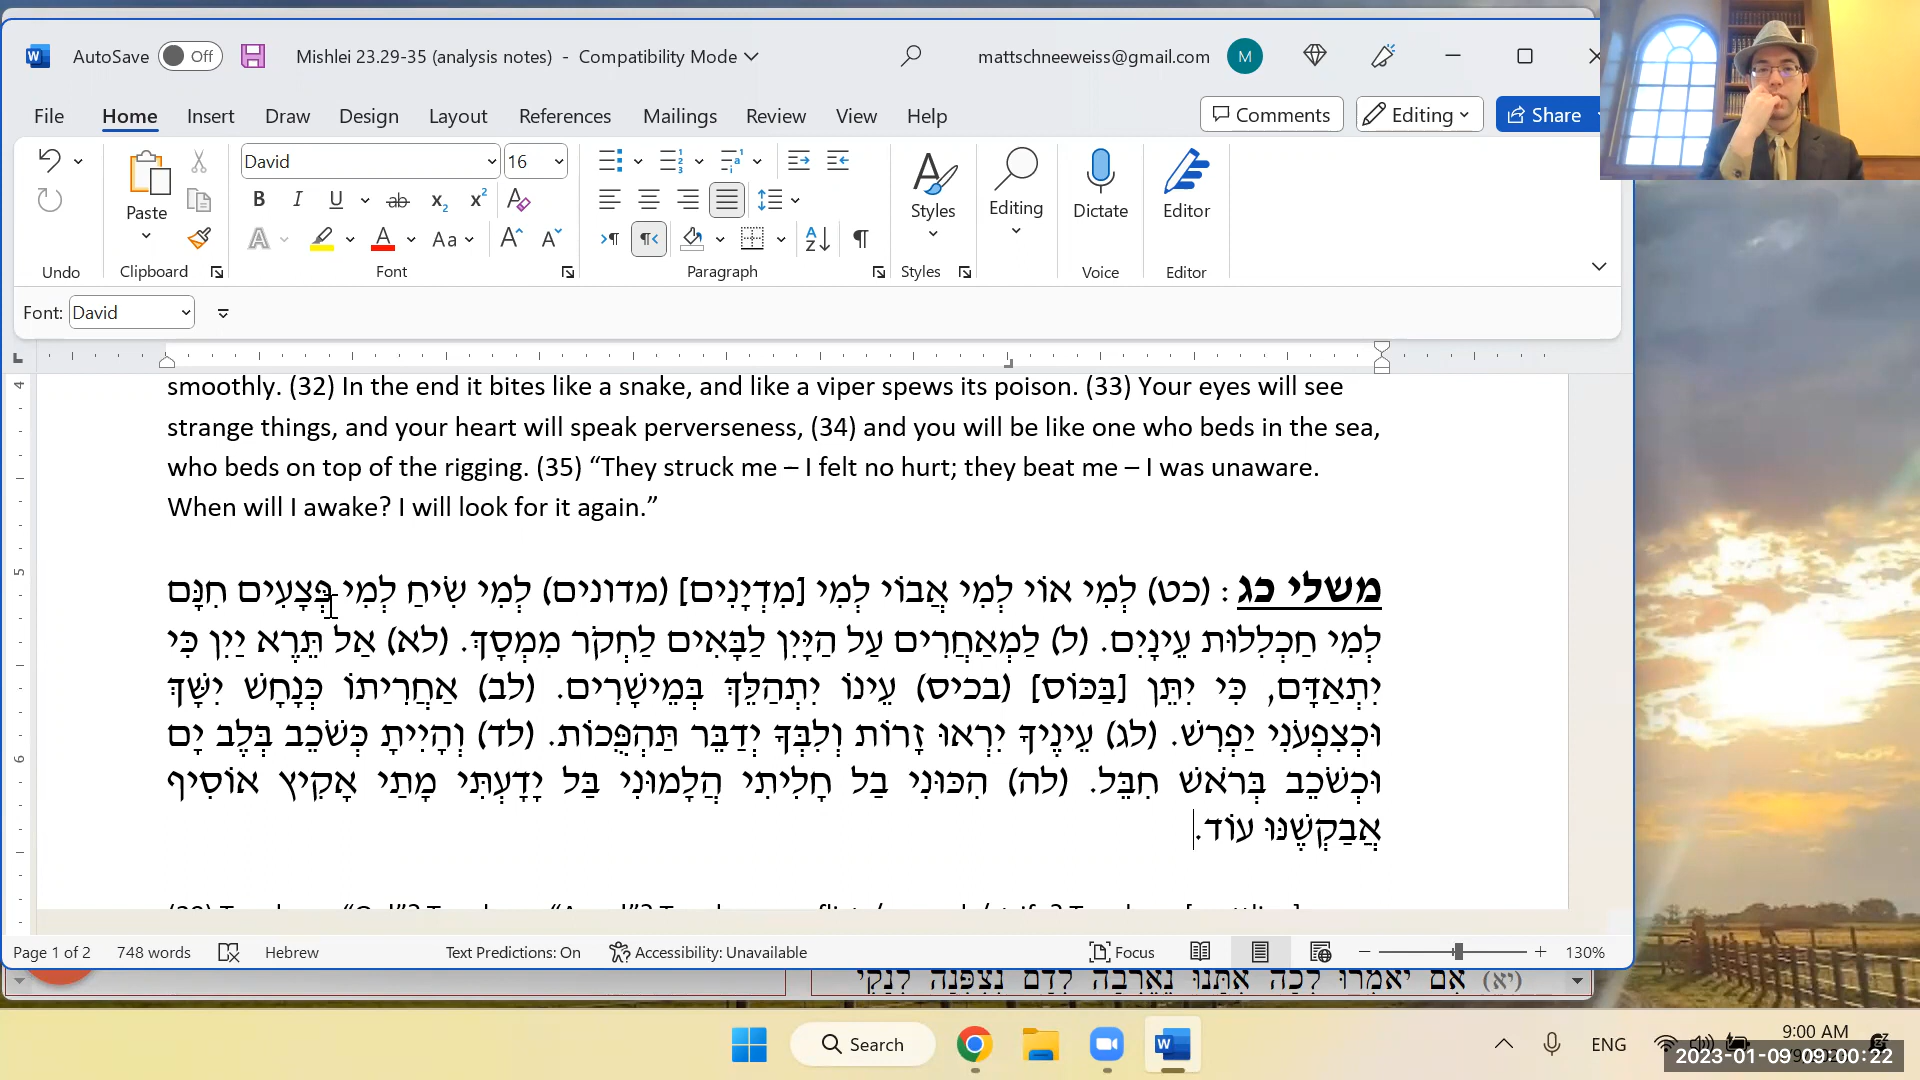 AutoSave Off Mishlei 23.29-35 (analysis notes) - Compatibility Mode mattschneeweiss@gmail.com M
File Home Insert Draw Design Layout References Mailings Review View Help Comments Editing Share
David 16
Paste Styles Editing Dictate Editor
Undo Clipboard Font Paragraph Styles Voice Editor
Font: David
smoothly. (32) In the end it bites like a snake, and like a viper spews its poison. (33) Your eyes will see
strange things, and your heart will speak perverseness, (34) and you will be like one who beds in the sea,
who beds on top of the rigging. (35) “They struck me – I felt no hurt; they beat me – I was unaware.
When will I awake? I will look for it again.”
משלי כג : (כט) לְמִי אוֹי לְמִי אֲבוֹי לְמִי [מִדְיָנִים] (מדונים) לְמִי שִׂיחַ לְמִי פְּצָעִים חִנָּם
לְמִי חַכְלִלוּת עֵינָיִם. (ל) לַמְאַחֲרִים עַל הַיָּיִן לַבָּאִים לַחְקֹר מִמְסָךְ. (לא) אַל תֵּרֶא יַיִן כִּי
יִתְאַדָּם, כִּי יִתֵּן [בַּכּוֹס] (בכיס) עֵינוֹ יִתְהַלֵּךְ בְּמֵישָׁרִים. (לב) אַחֲרִיתוֹ כְּנָחָשׁ יִשָּׁךְ
וּכְצִפְעֹנִי יַפְרִשׁ. (לג) עֵינֶיךָ יִרְאוּ זָרוֹת וְלִבְּךָ יְדַבֵּר תַּהְפֻּכוֹת. (לד) וְהָיִיתָ כְּשֹׁכֵב בְּלֶב יָם
וּכְשֹׁכֵב בְּרֹאשׁ חִבֵּל. (לה) הִכּוּנִי בַל חָלִיתִי הֲלָמוּנִי בַּל יָדָעְתִּי מָתַי אָקִיץ אוֹסִיף
אֲבַקְשֶׁנּוּ עוֹד.
Page 1 of 2 748 words Hebrew Text Predictions: On Accessibility: Unavailable Focus 130%
(יא) אִם יֹאמְרוּ לְכָה אִתָּנוּ נֶאֶרְבָה לְדָם נִצְפְּנָה לְנָקִי
Search ENG 9:00 AM
2023-01-09 09:00:22